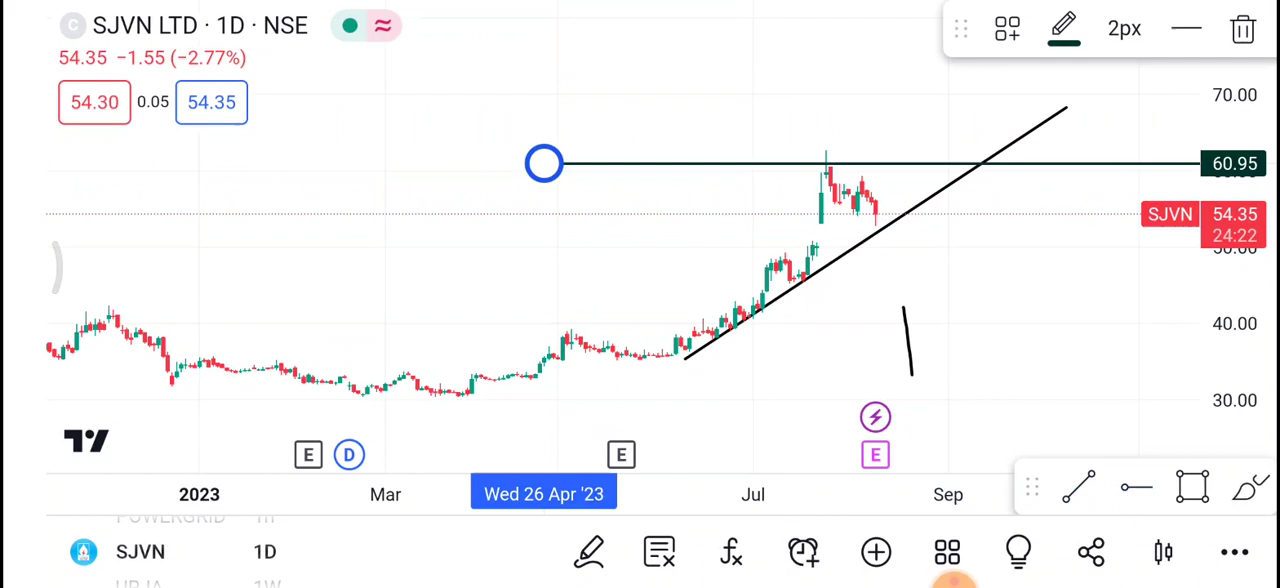 C SJVN LTD · 1D · NSE
54.35 −1.55 (−2.77%)
54.30 0.05 54.35
2px
70.00
60.95
SJVN 54.35
24:22
40.00
30.00
E D E E
2023 Mar Wed 26 Apr '23 Jul Sep
POWERGRID 1h
SJVN 1D